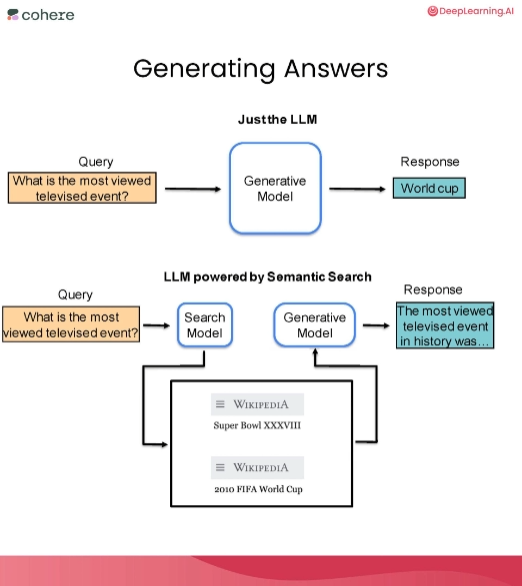 cohere
DeepLearning.AI
Generating Answers
Just the LLM
Query
What is the most viewed
televised event?
Generative
Model
Response
World cup
LLM powered by Semantic Search
Query
What is the most
viewed televised event?
Search
Model
Generative
Model
Response
The most viewed
televised event
in history was...
WIKIPEDIA
Super Bowl XXXVIII
WIKIPEDIA
2010 FIFA World Cup